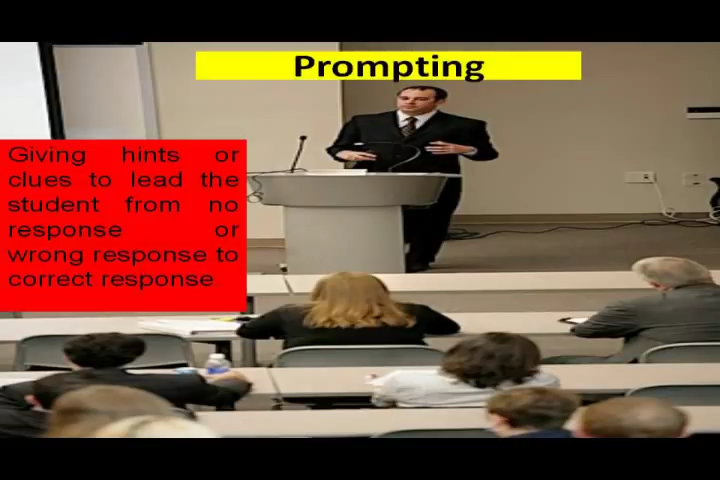 Prompting
Giving hints or
clues to lead the
student from no
response or
wrong response to
correct response